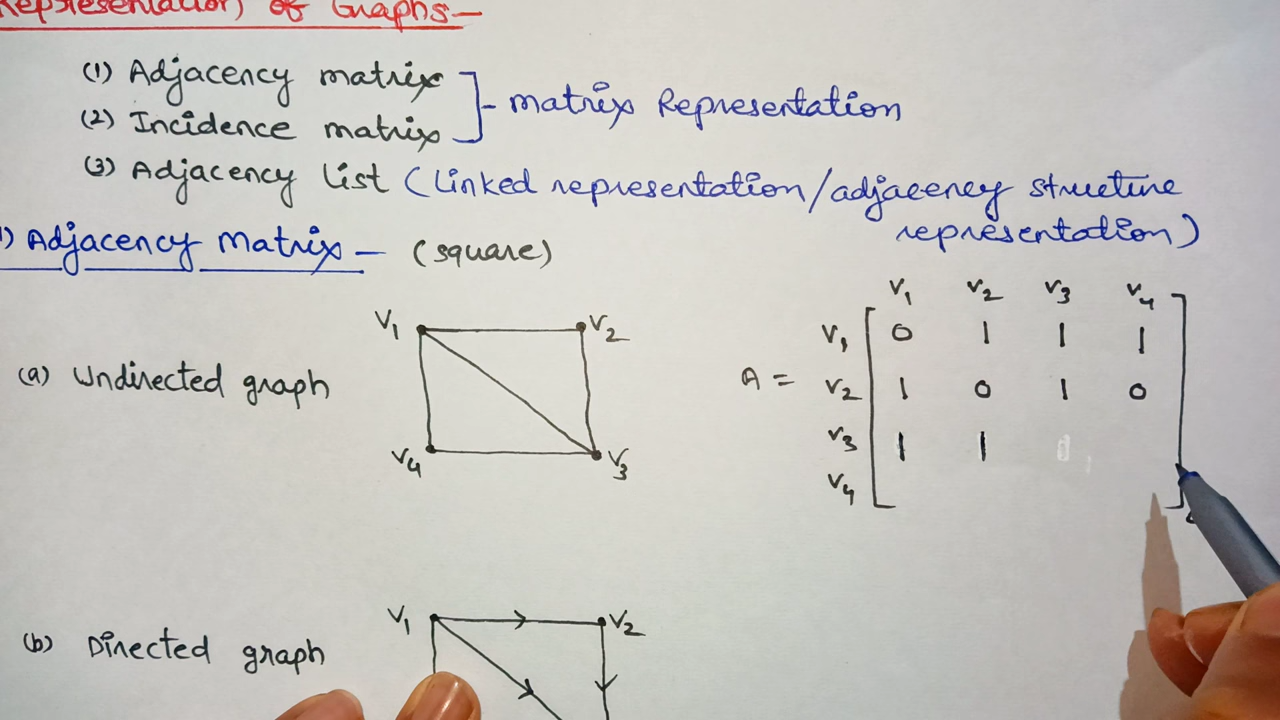 Representation of Graphs-
(1) Adjacency matrix
(2) Incidence matrix
- matrix Representation
(3) Adjacency List (Linked representation/adjacency structure
representation)
1) Adjacency Matrix - (square)
(a) Undirected graph
V1 V2
V4 V3
V1 V2 V3 V4
V1 0 1 1 1
A = V2 1 0 1 0
V3 1 1
V4
(b) Directed graph
V1 V2